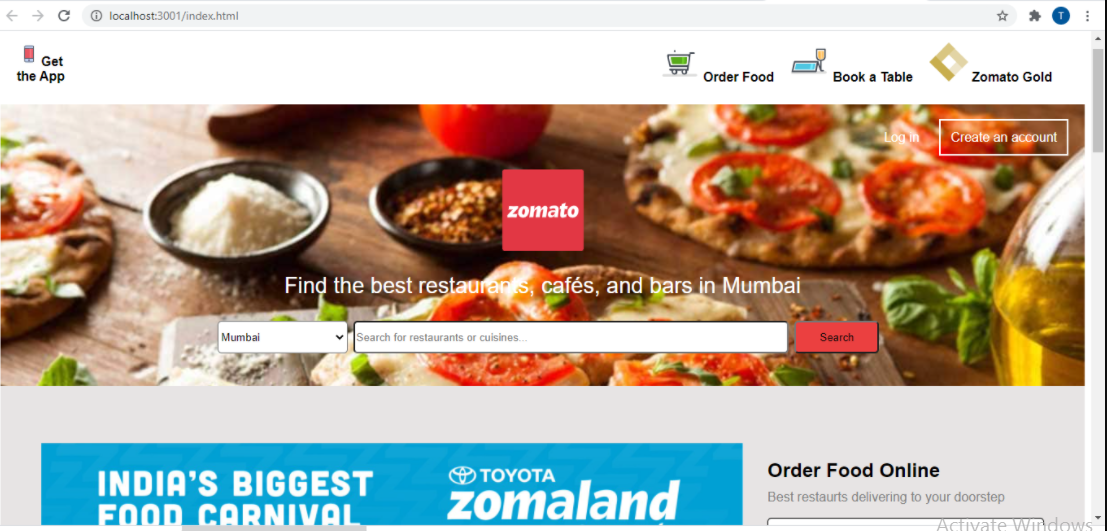 localhost:3001/index.html
T
Get
the App
Order Food
Book a Table
Zomato Gold
Log in
Create an account
zomato
Find the best restaurants, cafés, and bars in Mumbai
Mumbai
Search for restaurants or cuisines...
Search
INDIA'S BIGGEST
FOOD CARNIVAL
TOYOTA
zomaland
Order Food Online
Best restaurts delivering to your doorstep
Activate Windows